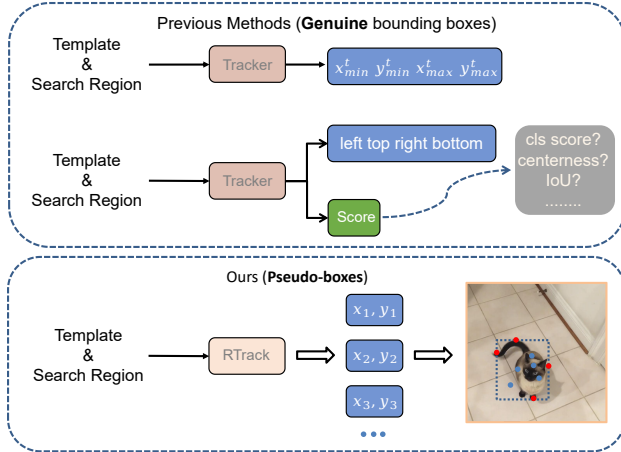 Previous Methods (Genuine bounding boxes)
Template
&
Search Region
Tracker
x^t_min y^t_min x^t_max y^t_max
Template
&
Search Region
Tracker
left top right bottom
Score
cls score?
centerness?
IoU?
........
Ours (Pseudo-boxes)
Template
&
Search Region
RTrack
x₁, y₁
x₂, y₂
x₃, y₃